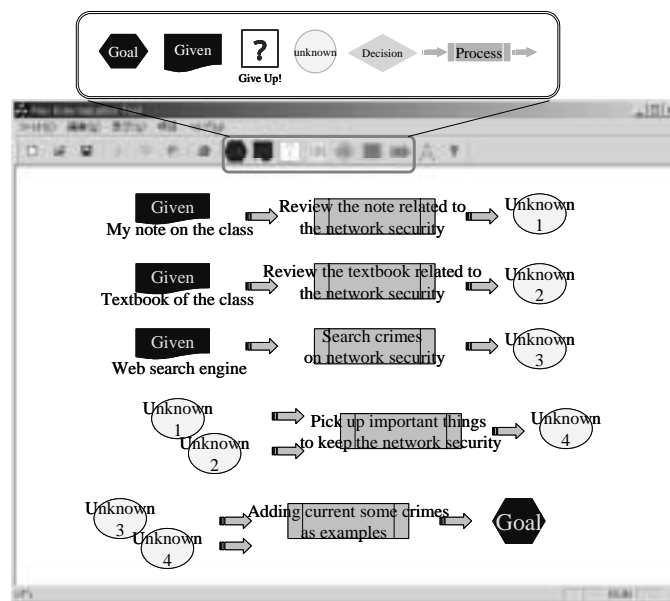 Goal
Given
?
Give Up!
unknown
Decision
Process
Given
My note on the class
Review the note related to
the network security
Unknown
1
Given
Textbook of the class
Review the textbook related to
the network security
Unknown
2
Given
Web search engine
Search crimes
on network security
Unknown
3
Unknown
1
Unknown
2
Pick up important things
to keep the network security
Unknown
4
Unknown
3
Unknown
4
Adding current some crimes
as examples
Goal